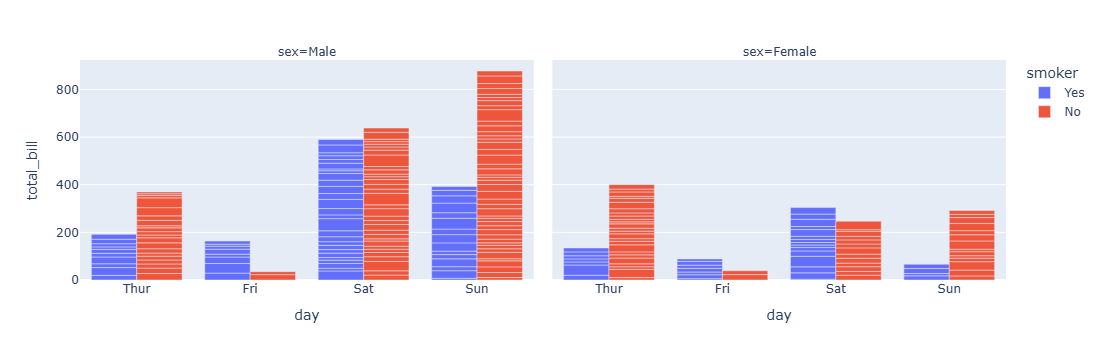 sex=Male
sex=Female
smoker
Yes
No
total_bill
800
600
400
200
0
Thur Fri Sat Sun
Thur Fri Sat Sun
day
day